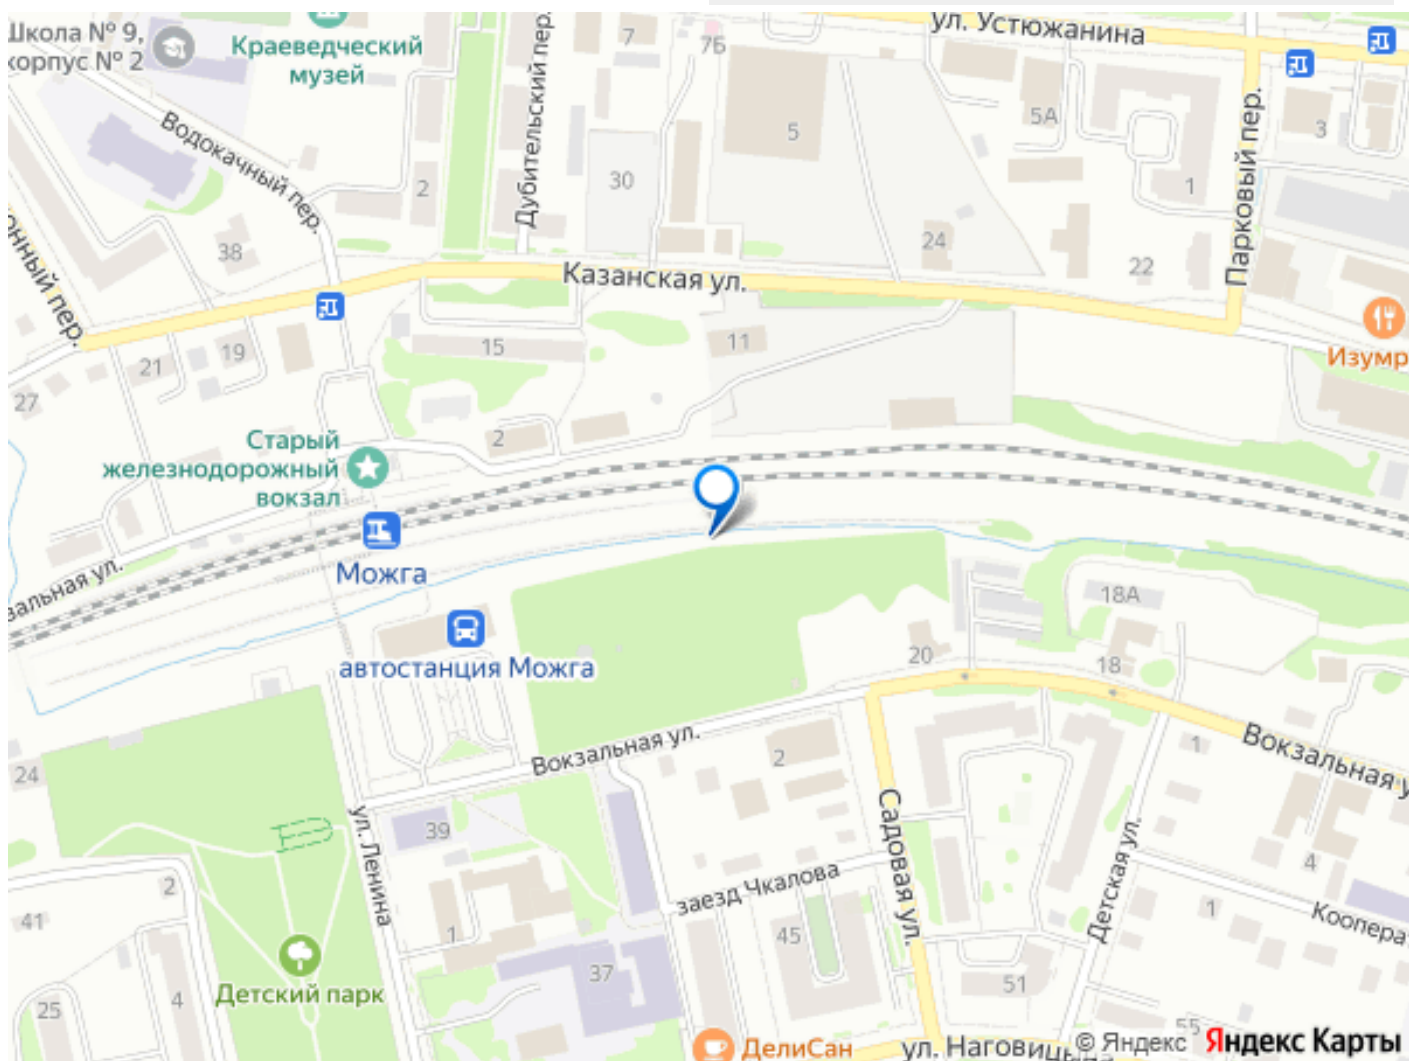 Школа № 9,
корпус № 2
Краеведческий
музей
ул. Устюжанина
7
7Б
5
5А
3
Водокачный пер.
Дубительский пер.
Парковый пер.
30
2
1
38
24
22
Казанская ул.
21
19
15
11
27
Изумр
2
Старый
железнодорожный
вокзал
Можга
18А
автостанция Можга
20
18
Вокзальная ул.
1
Вокзальная у
24
2
39
ул. Ленина
Садовая ул.
Детская ул.
4
заезд Чкалова
2
41
1
45
1
Коопера
Детский парк
37
51
25
4
ДелиСан
55
© Яндекс Яндекс Карты